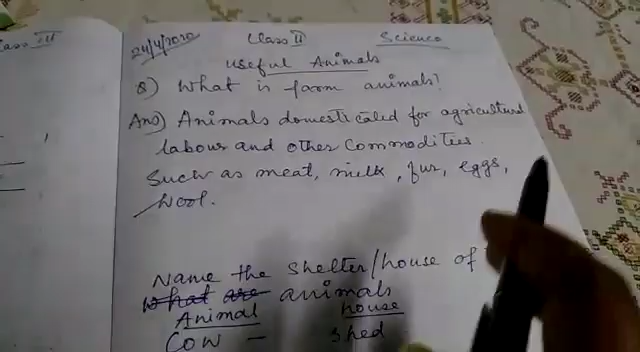 lass III
24/4/2020 Class II Science
Useful Animals
Q) What is farm animals?
Ans) Animals domesticated for agricultural
labour and other commodities.
Such as meat, milk, fur, eggs,
wool.
Name the shelter/house of
What are animals
Animal house
Cow - shed